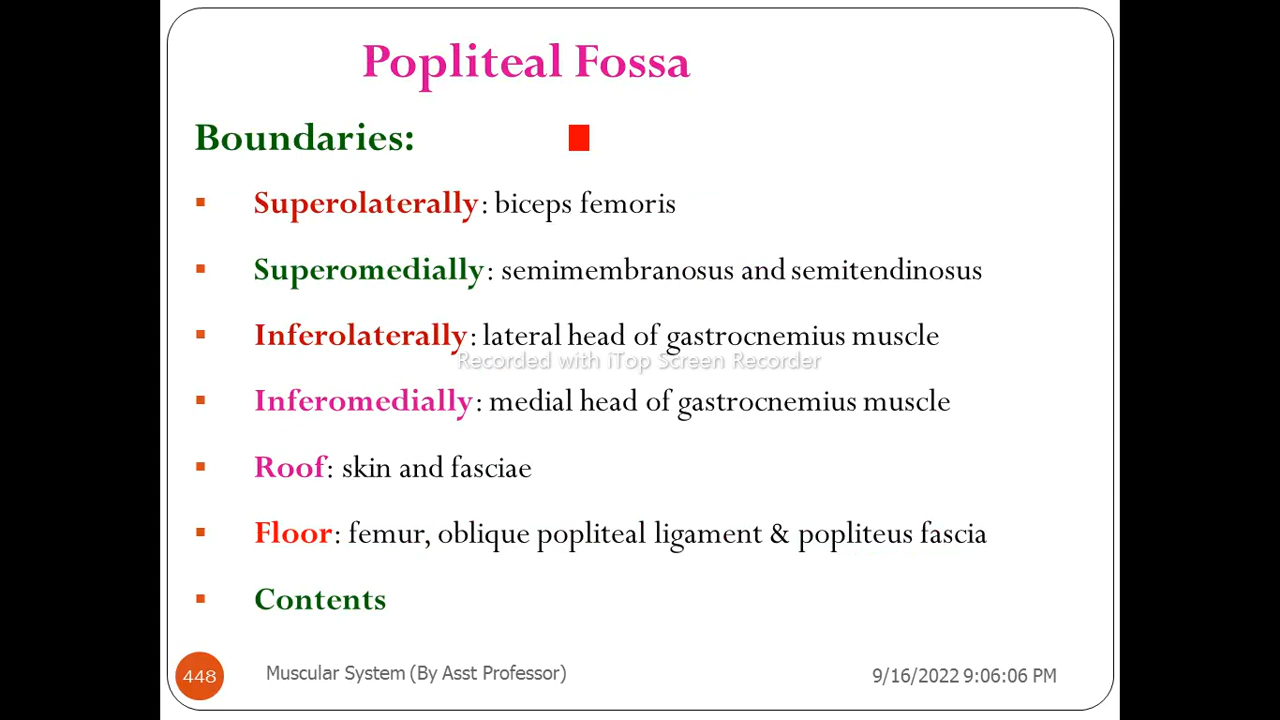 Popliteal Fossa
Boundaries:
▪ Superolaterally: biceps femoris
▪ Superomedially: semimembranosus and semitendinosus
▪ Inferolaterally: lateral head of gastrocnemius muscle
Recorded with iTop Screen Recorder
▪ Inferomedially: medial head of gastrocnemius muscle
▪ Roof: skin and fasciae
▪ Floor: femur, oblique popliteal ligament & popliteus fascia
▪ Contents
448 Muscular System (By Asst Professor) 9/16/2022 9:06:06 PM